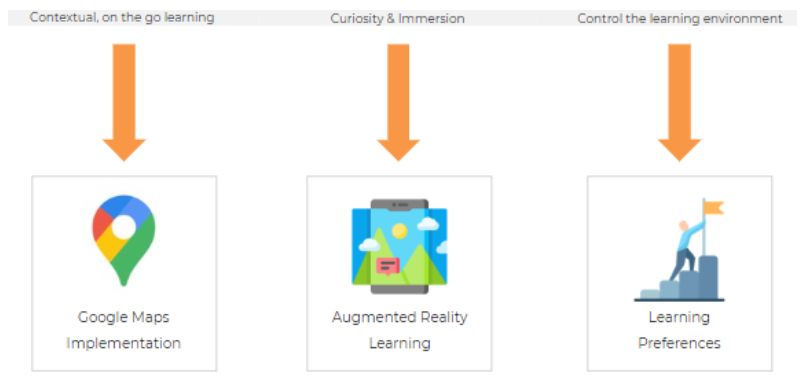 Contextual, on the go learning
Curiosity & Immersion
Control the learning environment
Google Maps
Implementation
Augmented Reality
Learning
Learning
Preferences